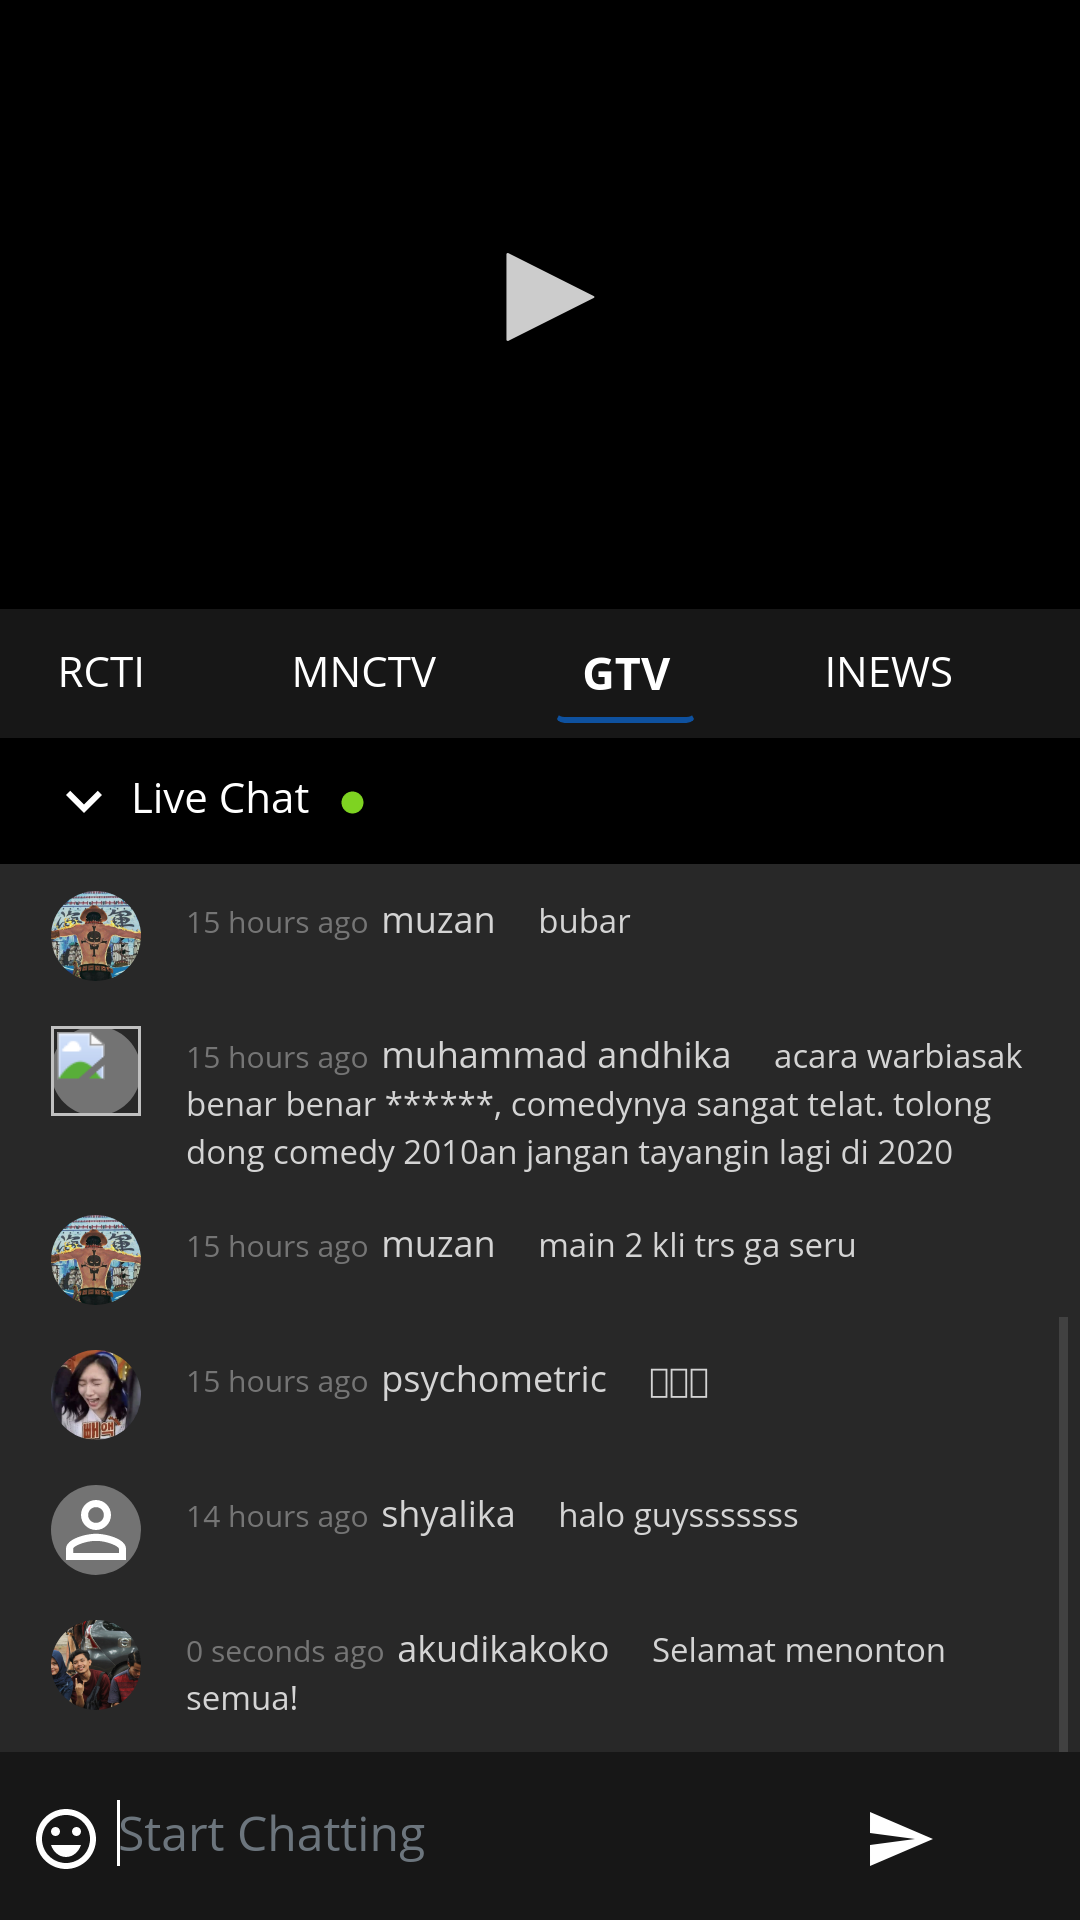 RCTI MNCTV GTV INEWS
Live Chat
15 hours ago muzan bubar
15 hours ago muhammad andhika acara warbiasak
benar benar ******, comedynya sangat telat. tolong
dong comedy 2010an jangan tayangin lagi di 2020
15 hours ago muzan main 2 kli trs ga seru
15 hours ago psychometric
14 hours ago shyalika halo guysssssss
0 seconds ago akudikakoko Selamat menonton
semua!
Start Chatting